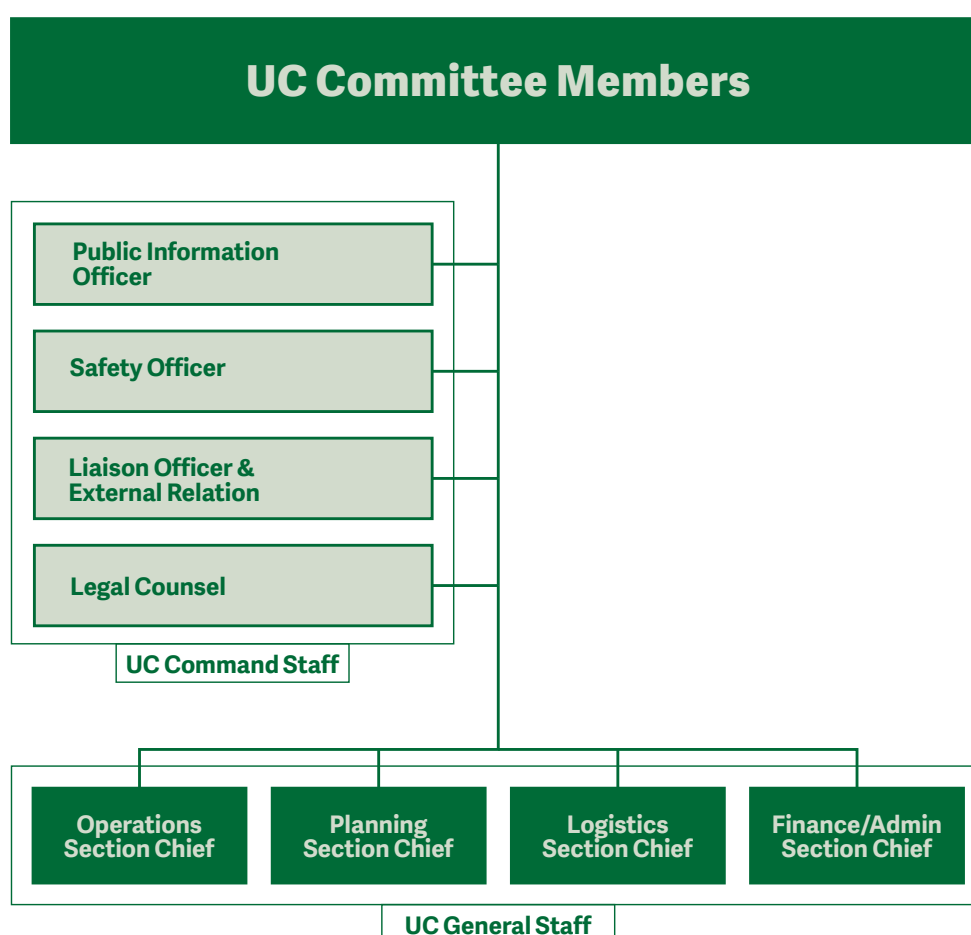 UC Committee Members
Public Information
Officer
Safety Officer
Liaison Officer &
External Relation
Legal Counsel
UC Command Staff
Operations
Section Chief
Planning
Section Chief
Logistics
Section Chief
Finance/Admin
Section Chief
UC General Staff